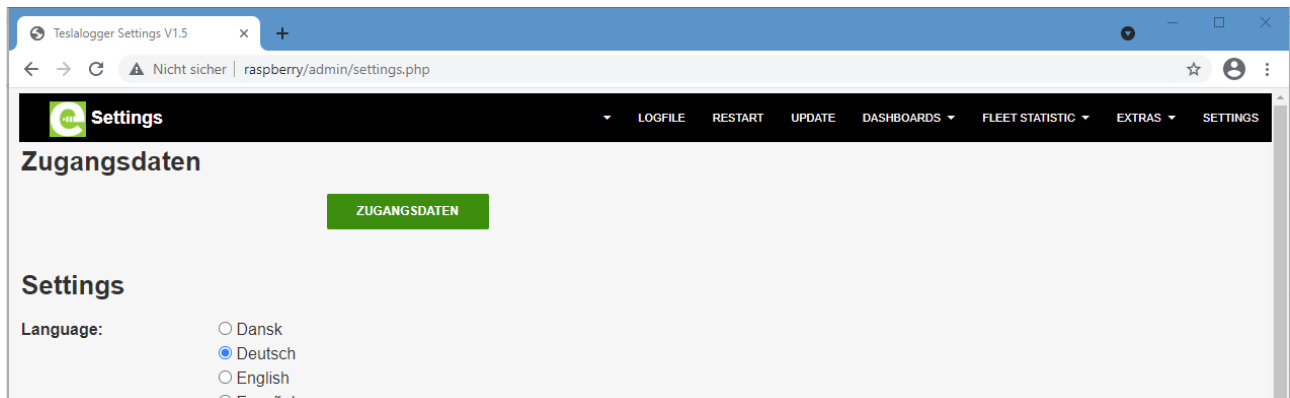 Teslalogger Settings V1.5
Nicht sicher | raspberry/admin/settings.php
Settings LOGFILE RESTART UPDATE DASHBOARDS FLEET STATISTIC EXTRAS SETTINGS
Zugangsdaten
ZUGANGSDATEN
Settings
Language: Dansk
Deutsch
English